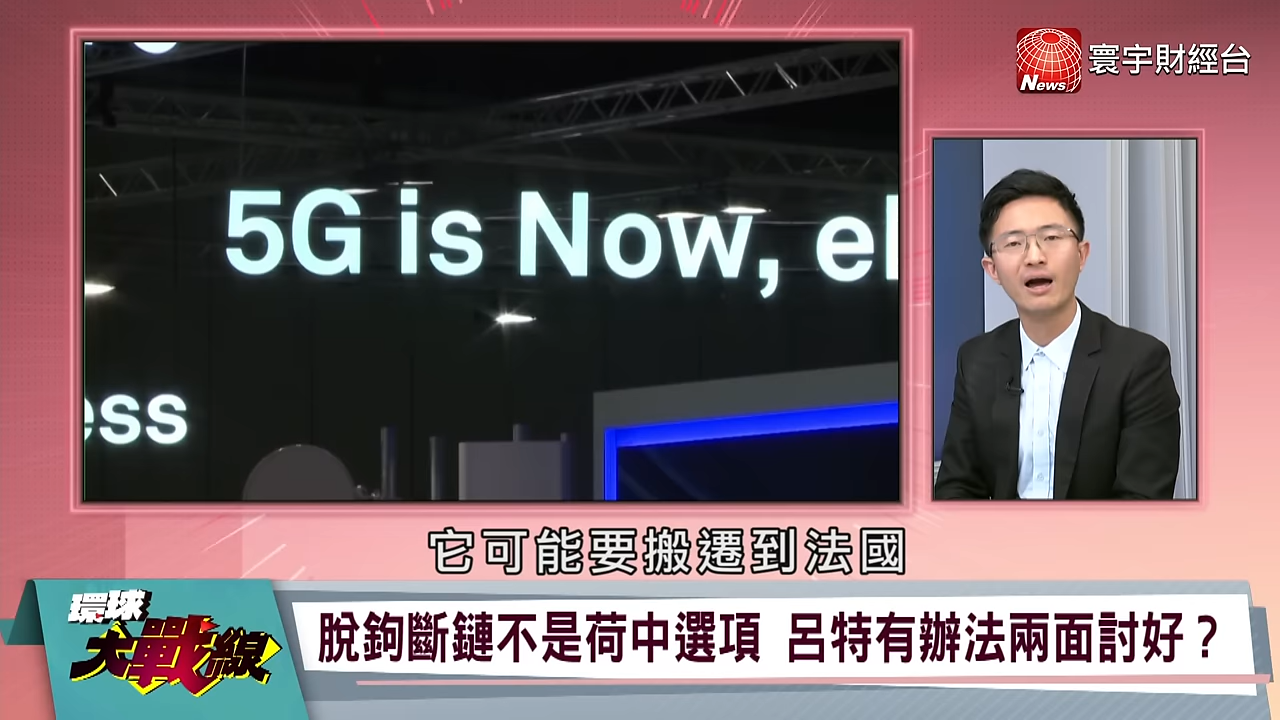 News
寰宇財經台
5G is Now, el
ess
它可能要搬遷到法國
環球
大戰線
脫鉤斷鏈不是荷中選項 呂特有辦法兩面討好？